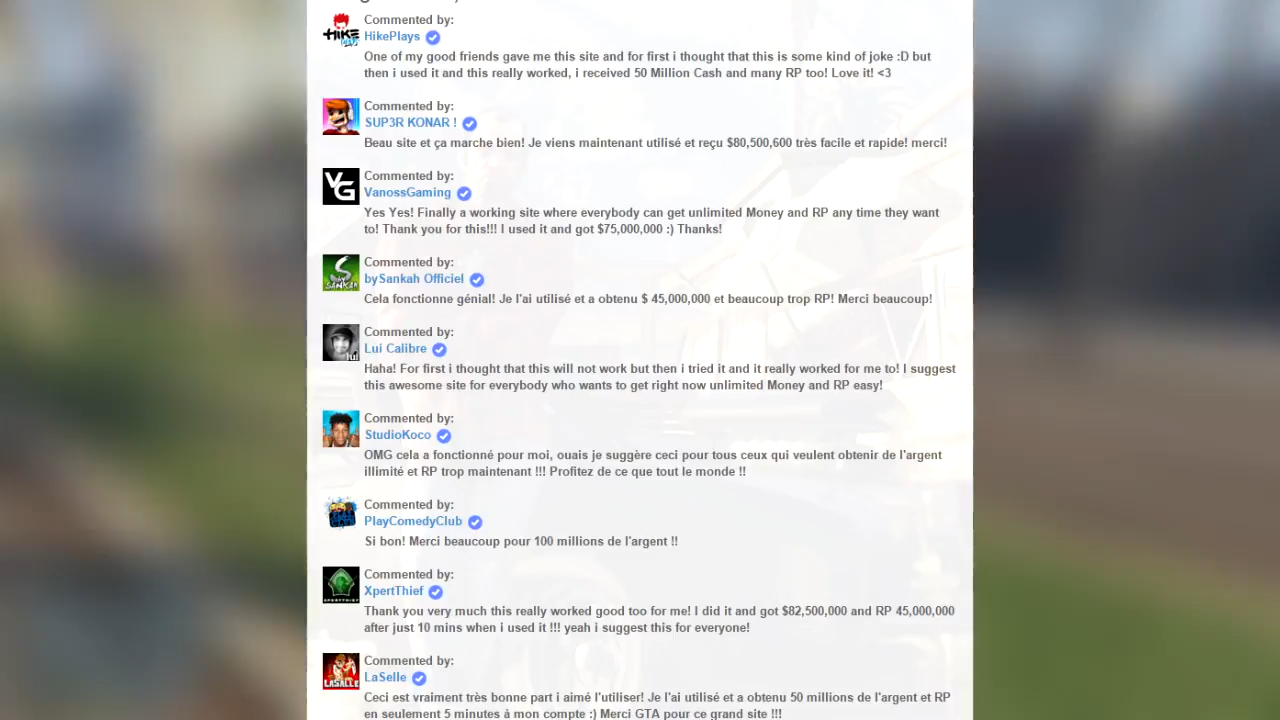 Commented by:
HikePlays
One of my good friends gave me this site and for first i thought that this is some kind of joke :D but
then i used it and this really worked, i received 50 Million Cash and many RP too! Love it! <3
Commented by:
SUP3R KONAR !
Beau site et ça marche bien! Je viens maintenant utilisé et reçu $80,500,600 très facile et rapide! merci!
VG
Commented by:
VanossGaming
Yes Yes! Finally a working site where everybody can get unlimited Money and RP any time they want
to! Thank you for this!!! I used it and got $75,000,000 :) Thanks!
Commented by:
bySankah Officiel
Cela fonctionne génial! Je l'ai utilisé et a obtenu $ 45,000,000 et beaucoup trop RP! Merci beaucoup!
lui
Commented by:
Lui Calibre
Haha! For first i thought that this will not work but then i tried it and it really worked for me to! I suggest
this awesome site for everybody who wants to get right now unlimited Money and RP easy!
Commented by:
StudioKoco
OMG cela a fonctionné pour moi, ouais je suggère ceci pour tous ceux qui veulent obtenir de l'argent
illimité et RP trop maintenant !!! Profitez de ce que tout le monde !!
Commented by:
PlayComedyClub
Si bon! Merci beaucoup pour 100 millions de l'argent !!
XPERTTHIEF
Commented by:
XpertThief
Thank you very much this really worked good too for me! I did it and got $82,500,000 and RP 45,000,000
after just 10 mins when i used it !!! yeah i suggest this for everyone!
LASALLE
Commented by:
LaSelle
Ceci est vraiment très bonne part i aimé l'utiliser! Je l'ai utilisé et a obtenu 50 millions de l'argent et RP
en seulement 5 minutes à mon compte :) Merci GTA pour ce grand site !!!